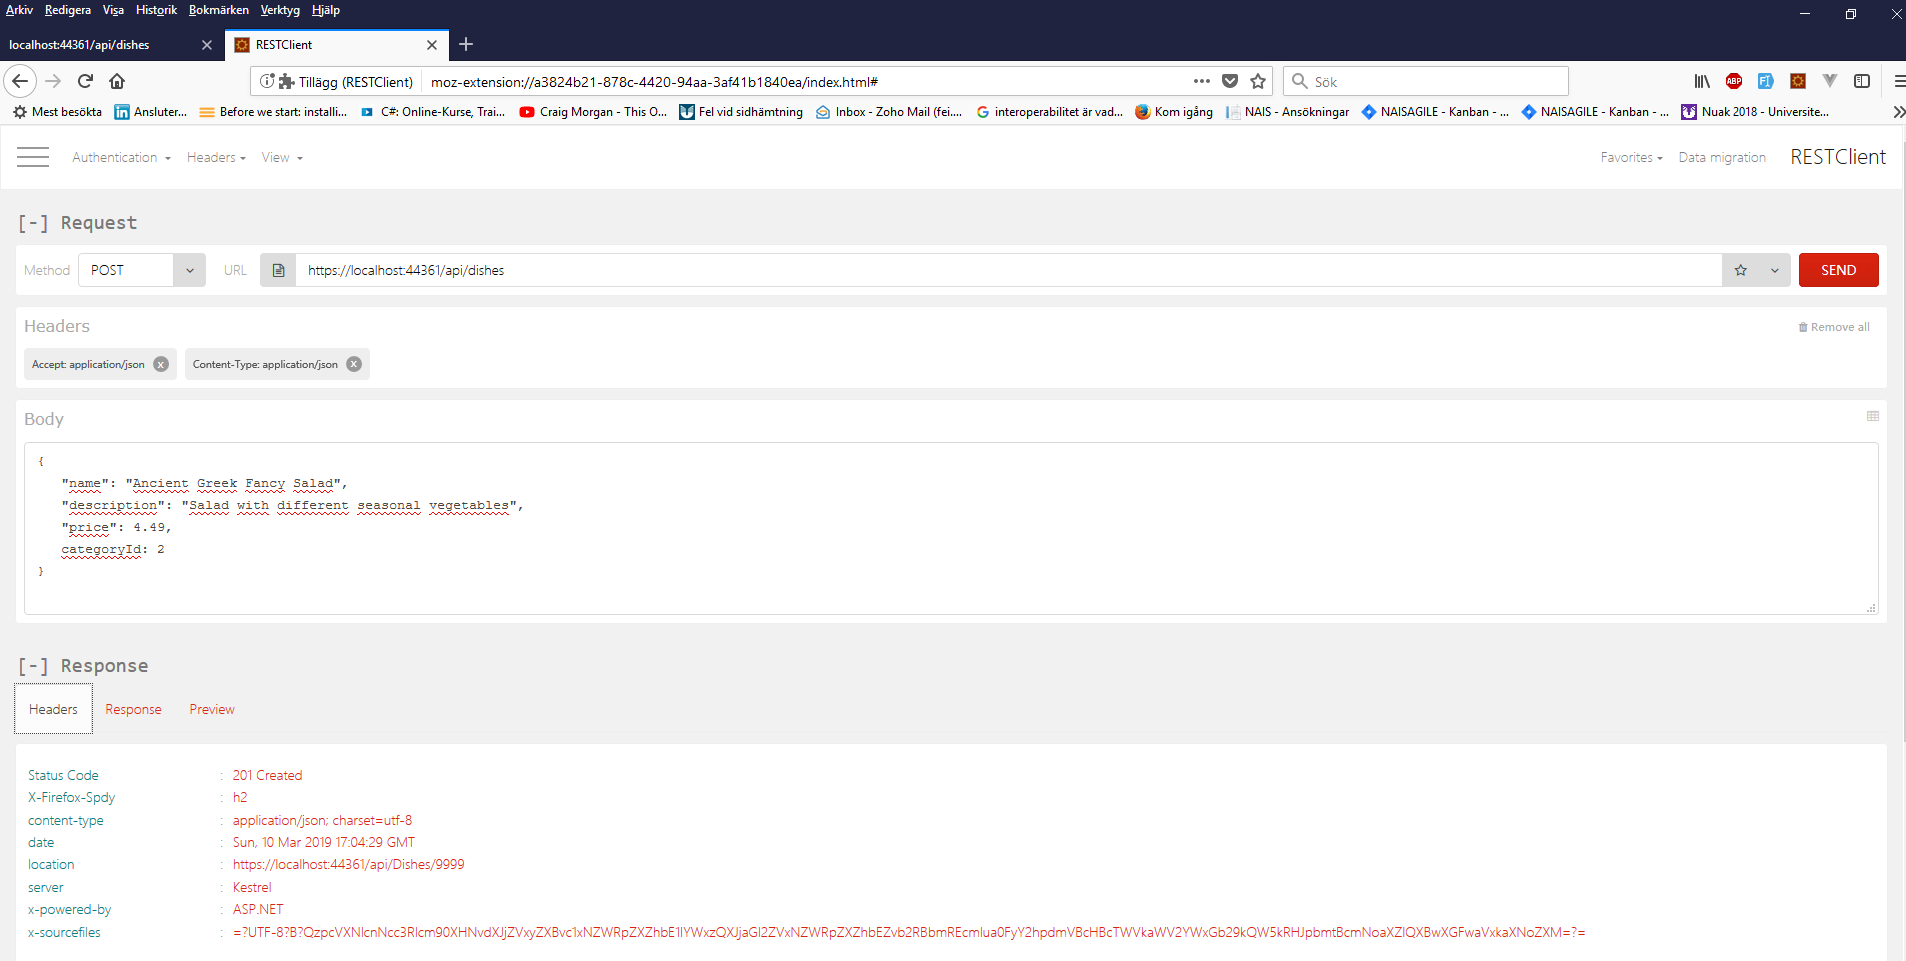 Arkiv Redigera Visa Historik Bokmärken Verktyg Hjälp
localhost:44361/api/dishes
RESTClient
Tillägg (RESTClient) moz-extension://a3824b21-878c-4420-94aa-3af41b1840ea/index.html# Sök
Mest besökta Ansluter... Before we start: installi... C#: Online-Kurse, Trai... Craig Morgan - This O... Fel vid sidhämtning Inbox - Zoho Mail (fei.... interoperabilitet är vad... Kom igång NAIS - Ansökningar NAISAGILE - Kanban - ... NAISAGILE - Kanban - ... Nuak 2018 - Universite...
Authentication Headers View Favorites Data migration RESTClient
[-] Request
Method POST URL https://localhost:44361/api/dishes SEND
Headers Remove all
Accept: application/json x Content-Type: application/json x
Body
{
"name": "Ancient Greek Fancy Salad",
"description": "Salad with different seasonal vegetables",
"price": 4.49,
categoryId: 2
}
[-] Response
Headers Response Preview
Status Code : 201 Created
X-Firefox-Spdy : h2
content-type : application/json; charset=utf-8
date : Sun, 10 Mar 2019 17:04:29 GMT
location : https://localhost:44361/api/Dishes/9999
server : Kestrel
x-powered-by : ASP.NET
x-sourcefiles :